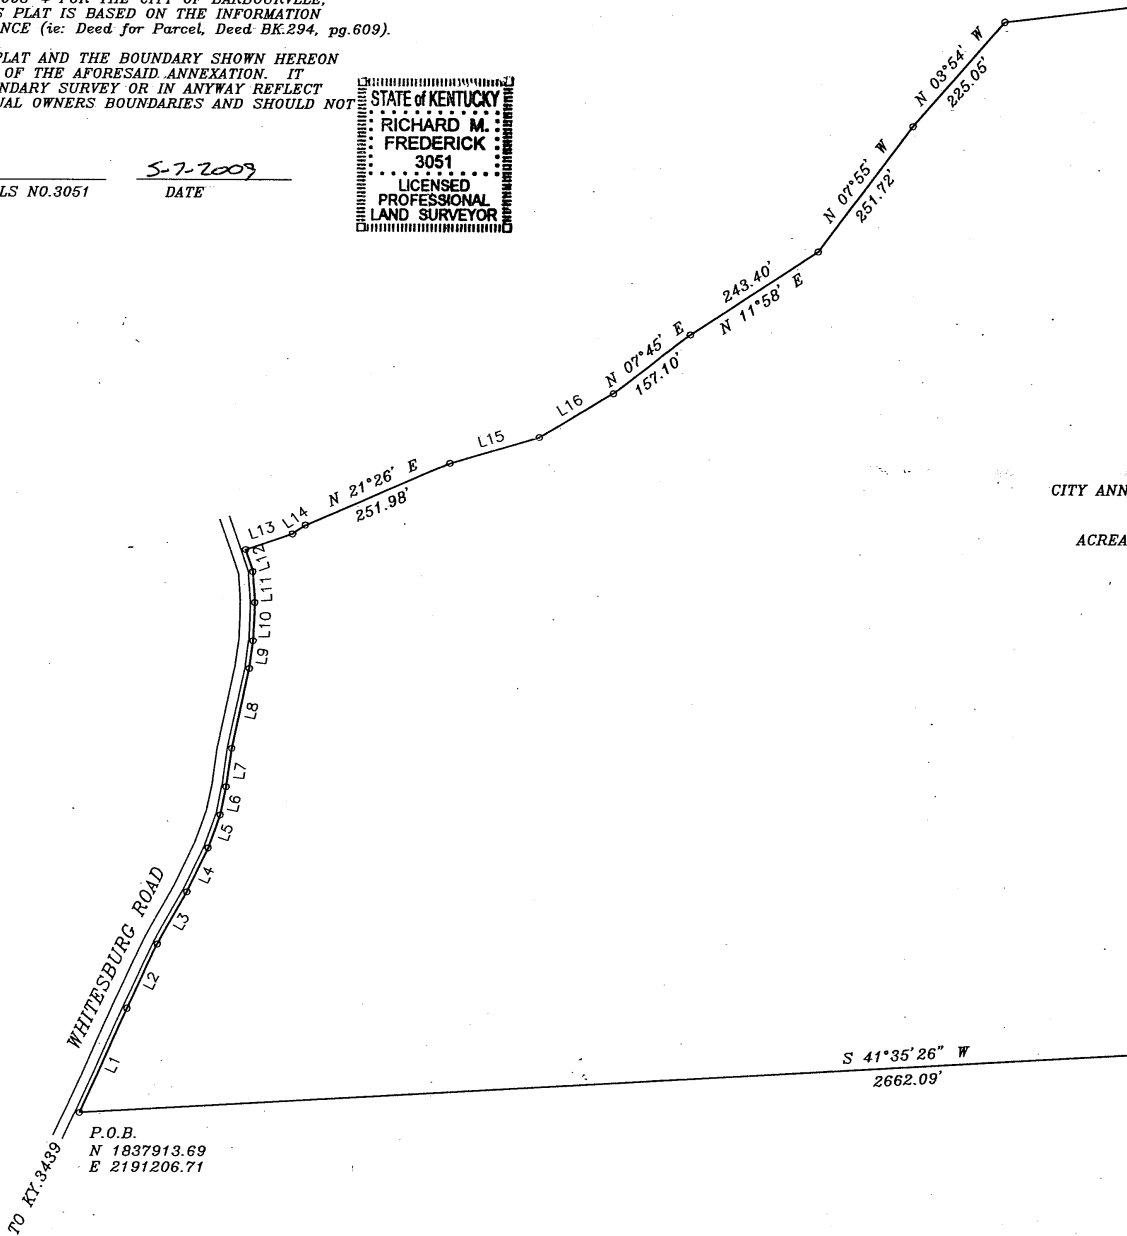 FOR THE CITY OF BARBOURVILLE,
PLAT IS BASED ON THE INFORMATION
NCE (ie: Deed for Parcel, Deed BK.294, pg.609).
PLAT AND THE BOUNDARY SHOWN HEREON
OF THE AFORESAID ANNEXATION. IT
NDARY SURVEY OR IN ANYWAY REFLECT
UAL OWNERS BOUNDARIES AND SHOULD NOT
STATE of KENTUCKY
RICHARD M.
FREDERICK
3051
LICENSED
PROFESSIONAL
LAND SURVEYOR
5-7-2009
LS NO.3051
DATE
N 03°54' W
225.05'
N 07°55' W
251.72'
243.40'
N 11°58' E
N 07°45' E
157.10'
L16
L15
N 21°26' E
251.98'
L14
L13
L12
L11
L10
L9
L8
L7
L6
L5
L4
L3
L2
L1
CITY ANN
ACREA
WHITESBURG ROAD
S 41°35'26" W
2662.09'
P.O.B.
N 1837913.69
E 2191206.71
TO KY.3439